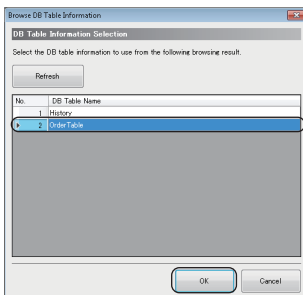 Browse DB Table Information
DB Table Information Selection
Select the DB table information to use from the following browsing result.
Refresh
No. DB Table Name
1 History
2 OrderTable
OK Cancel